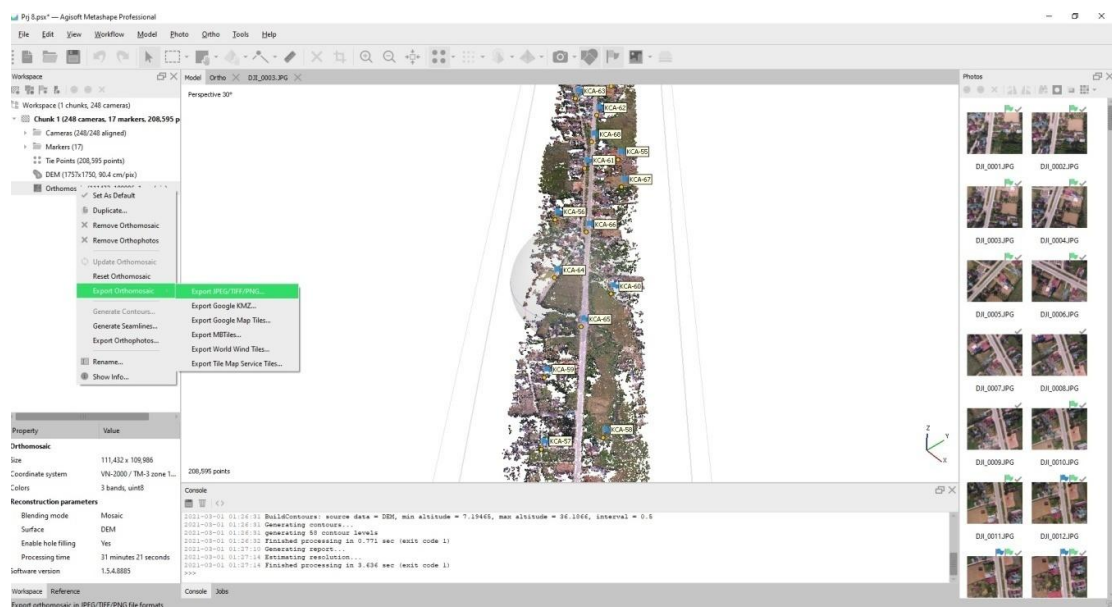 Prj 8.psx* — Agisoft Metashape Professional
File Edit View Workflow Model Photo Ortho Tools Help
Workspace
Workspace (1 chunks, 248 cameras)
Chunk 1 (248 cameras, 17 markers, 208,595 p
Cameras (248/248 aligned)
Markers (17)
Tie Points (208,595 points)
DEM (1757x1750, 90.4 cm/pix)
Orthomos
Set As Default
Duplicate...
Remove Orthomosaic
Remove Orthophotos
Update Orthomosaic
Reset Orthomosaic
Export Orthomosaic
Generate Contours...
Generate Seamlines...
Export Orthophotos...
Rename...
Show Info...
Export JPEG/TIFF/PNG...
Export Google KMZ...
Export Google Map Tiles...
Export MBTiles...
Export World Wind Tiles...
Export Tile Map Service Tiles...
Property Value
Orthomosaic
Size 111,432 x 109,986
Coordinate system VN-2000 / TM-3 zone 1...
Colors 3 bands, uint8
Reconstruction parameters
Blending mode Mosaic
Surface DEM
Enable hole filling Yes
Processing time 31 minutes 21 seconds
Software version 1.5.4.8885
Workspace Reference
Export orthomosaic in JPEG/TIFF/PNG file formats
Model Ortho DJI_0003.JPG
Perspective 30°
KCA-63
KCA-62
KCA-68
KCA-55
KCA-61
KCA-67
KCA-56
KCA-66
KCA-64
KCA-60
KCA-65
KCA-59
KCA-58
KCA-57
Z
Y
X
208,595 points
Console
2021-03-01 01:26:31 BuildContours: source data = DEM, min altitude = 7.19465, max altitude = 36.1066, interval = 0.5
2021-03-01 01:26:31 Generating contours...
2021-03-01 01:26:31 generating 58 contour levels
2021-03-01 01:26:32 Finished processing in 0.771 sec (exit code 1)
2021-03-01 01:27:10 Generating report...
2021-03-01 01:27:14 Estimating resolution...
2021-03-01 01:27:14 Finished processing in 3.636 sec (exit code 1)
>>>
Console Jobs
Photos
DJI_0001.JPG DJI_0002.JPG
DJI_0003.JPG DJI_0004.JPG
DJI_0005.JPG DJI_0006.JPG
DJI_0007.JPG DJI_0008.JPG
DJI_0009.JPG DJI_0010.JPG
DJI_0011.JPG DJI_0012.JPG